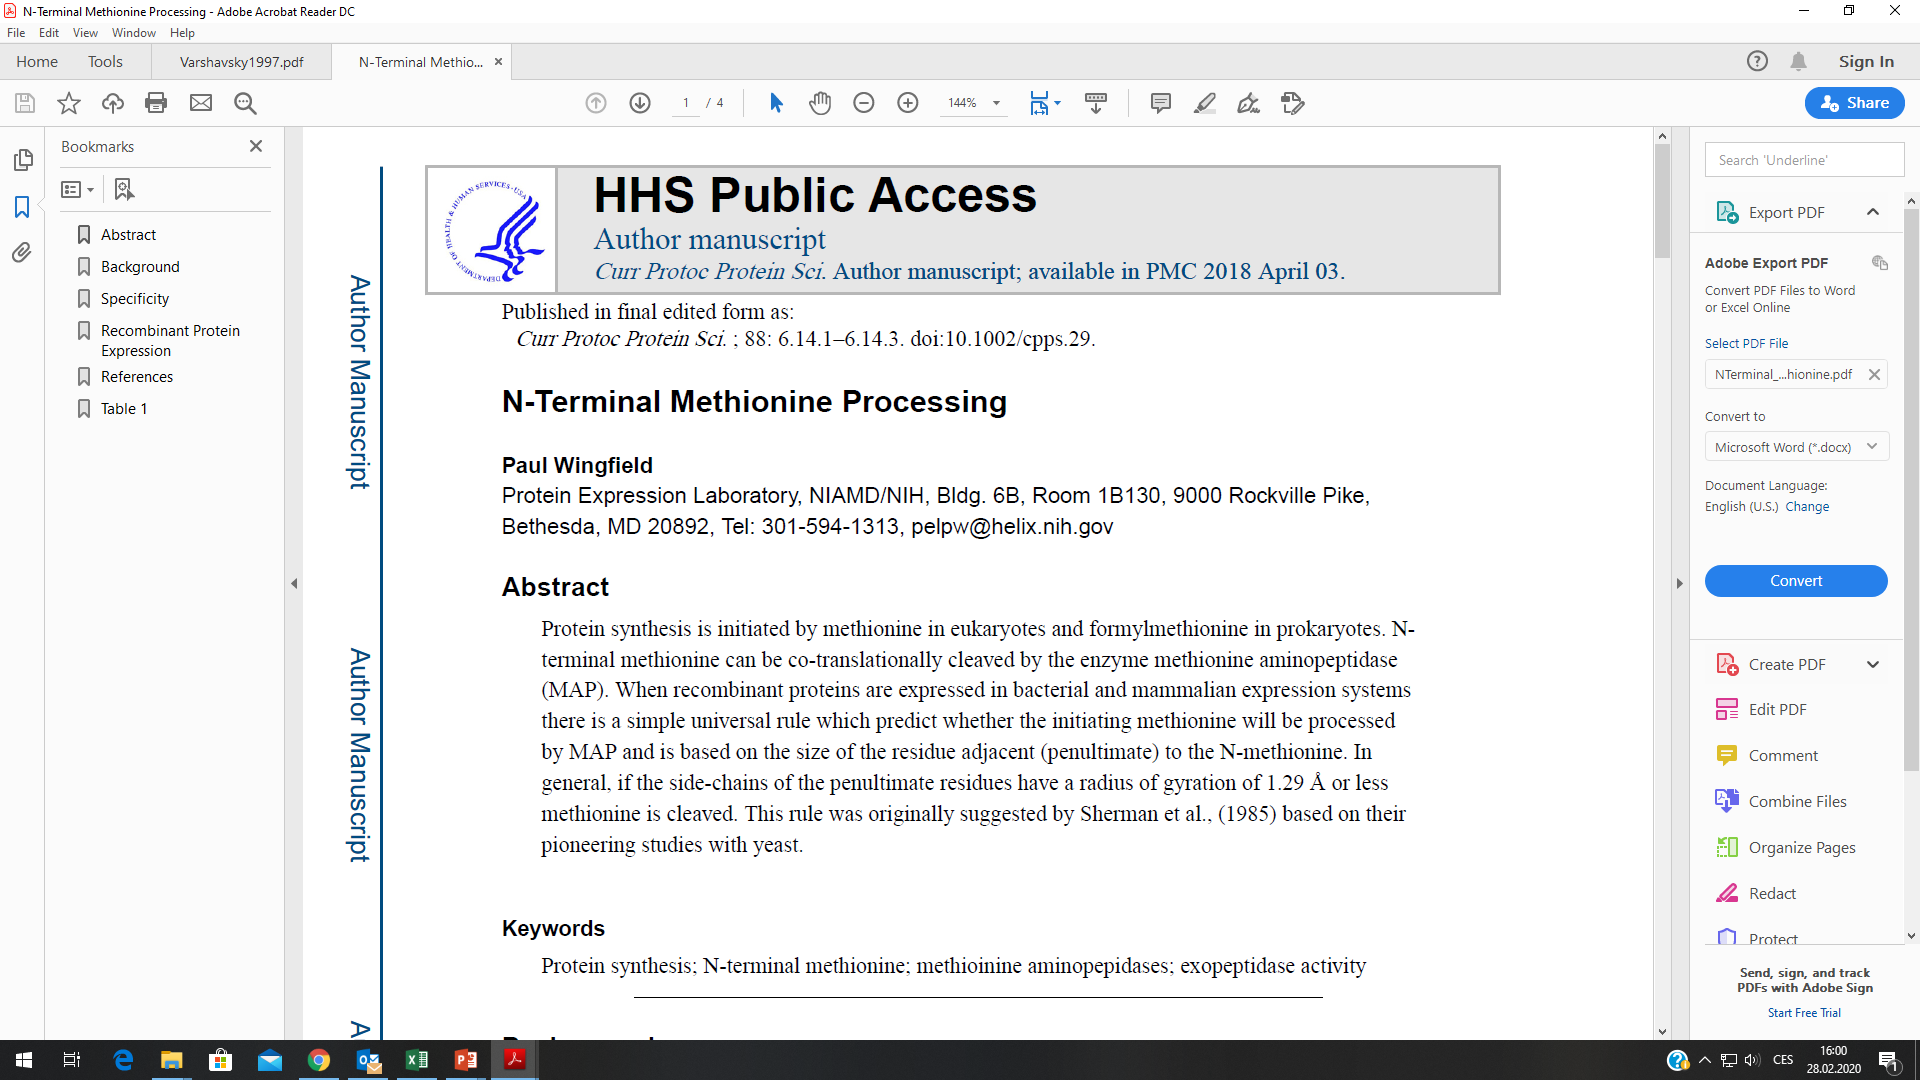 N-Terminal Methionine Processing - Adobe Acrobat Reader DC
File Edit View Window Help
Home Tools Varshavsky1997.pdf N-Terminal Methio... Sign In
1 / 4 144% Share
Bookmarks
Abstract
Background
Specificity
Recombinant Protein
Expression
References
Table 1
Author Manuscript
Author Manuscript
A
DEPARTMENT OF HEALTH & HUMAN SERVICES · USA
HHS Public Access
Author manuscript
Curr Protoc Protein Sci. Author manuscript; available in PMC 2018 April 03.
Published in final edited form as:
Curr Protoc Protein Sci. ; 88: 6.14.1–6.14.3. doi:10.1002/cpps.29.
N-Terminal Methionine Processing
Paul Wingfield
Protein Expression Laboratory, NIAMD/NIH, Bldg. 6B, Room 1B130, 9000 Rockville Pike,
Bethesda, MD 20892, Tel: 301-594-1313, pelpw@helix.nih.gov
Abstract
Protein synthesis is initiated by methionine in eukaryotes and formylmethionine in prokaryotes. N-
terminal methionine can be co-translationally cleaved by the enzyme methionine aminopeptidase
(MAP). When recombinant proteins are expressed in bacterial and mammalian expression systems
there is a simple universal rule which predict whether the initiating methionine will be processed
by MAP and is based on the size of the residue adjacent (penultimate) to the N-methionine. In
general, if the side-chains of the penultimate residues have a radius of gyration of 1.29 Å or less
methionine is cleaved. This rule was originally suggested by Sherman et al., (1985) based on their
pioneering studies with yeast.
Keywords
Protein synthesis; N-terminal methionine; methioinine aminopepidases; exopeptidase activity
Search 'Underline'
Export PDF
Adobe Export PDF
Convert PDF Files to Word
or Excel Online
Select PDF File
NTerminal_...hionine.pdf
Convert to
Microsoft Word (*.docx)
Document Language:
English (U.S.) Change
Convert
Create PDF
Edit PDF
Comment
Combine Files
Organize Pages
Redact
Protect
Send, sign, and track
PDFs with Adobe Sign
Start Free Trial
CES
16:00
28.02.2020
1